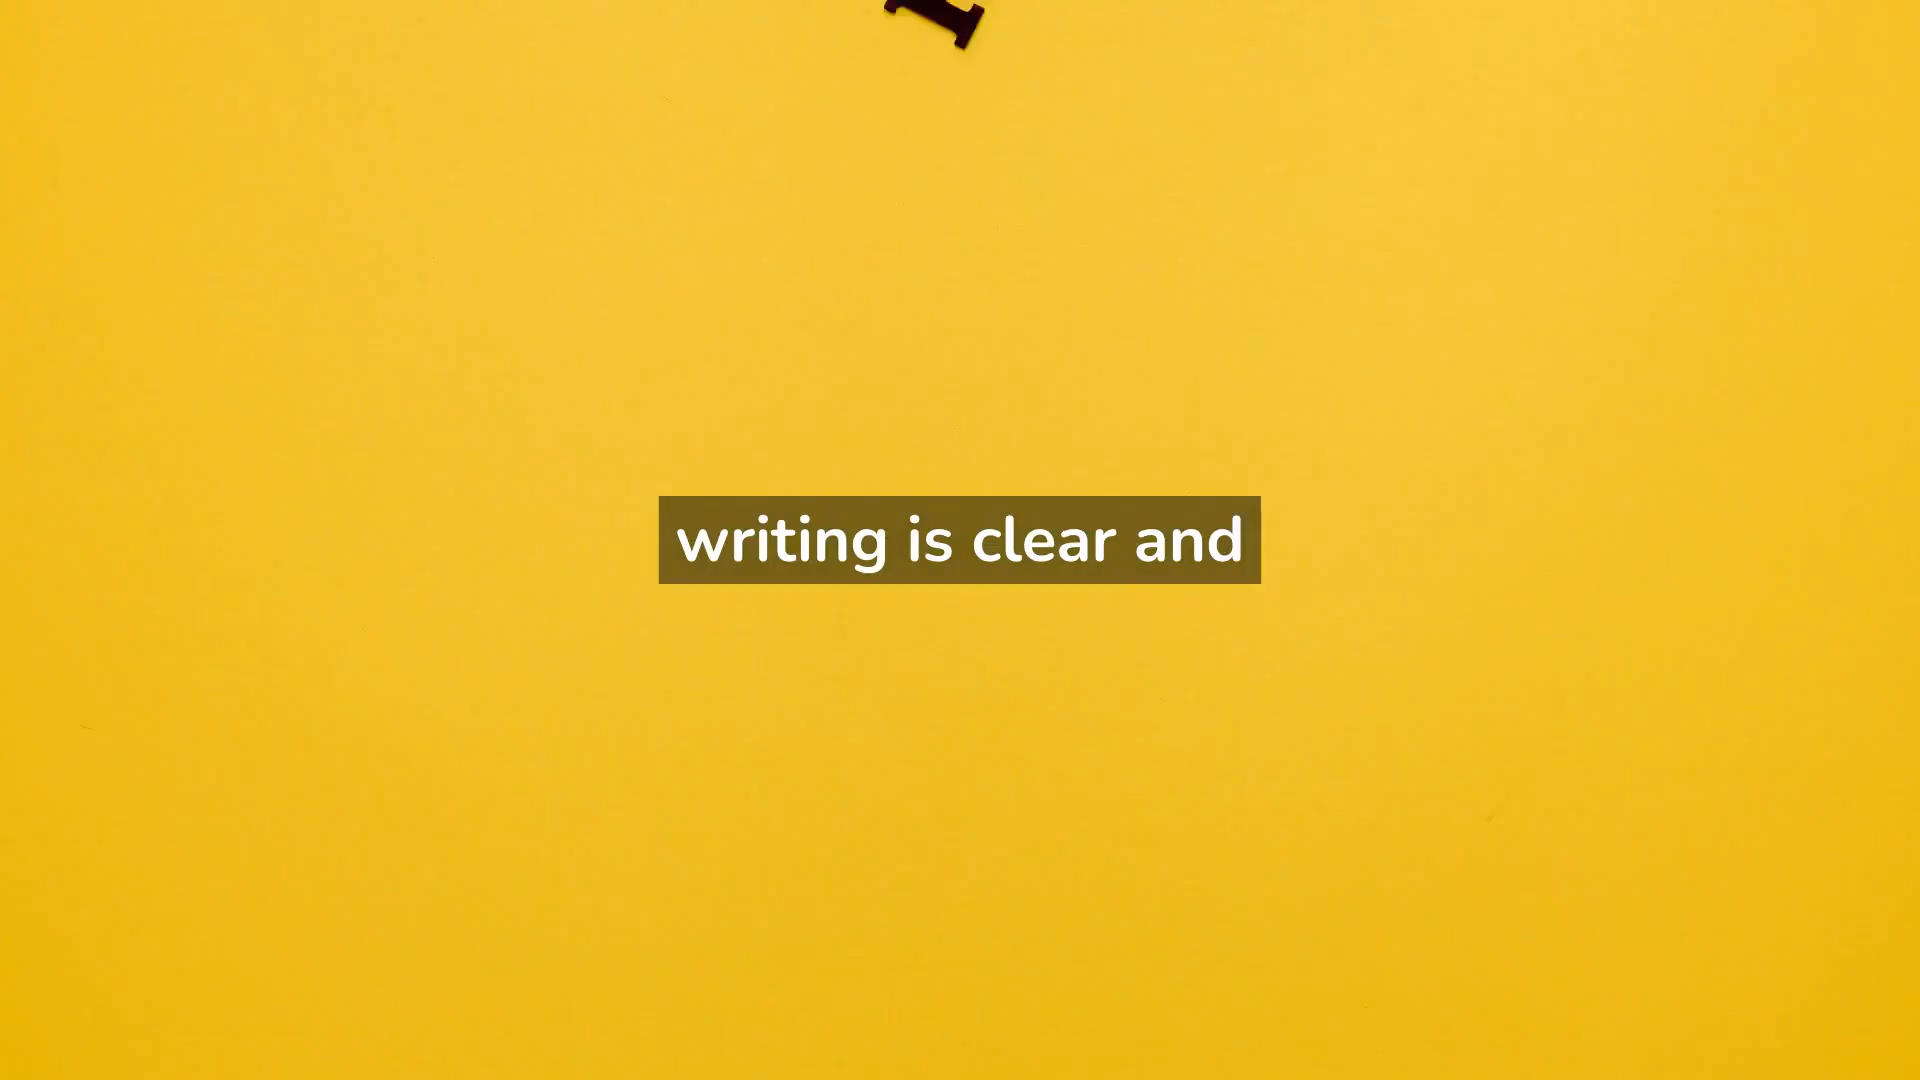 writing is clear and